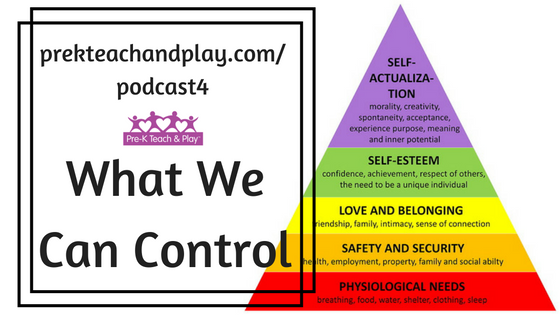 prekteachandplay.com/
podcast4
Pre-K Teach & Play
What We
Can Control
SELF-
ACTUALIZA-
TION
morality, creativity,
spontaneity, acceptance,
experience purpose, meaning
and inner potential
SELF-ESTEEM
confidence, achievement, respect of others,
the need to be a unique individual
LOVE AND BELONGING
friendship, family, intimacy, sense of connection
SAFETY AND SECURITY
health, employment, property, family and social abilty
PHYSIOLOGICAL NEEDS
breathing, food, water, shelter, clothing, sleep